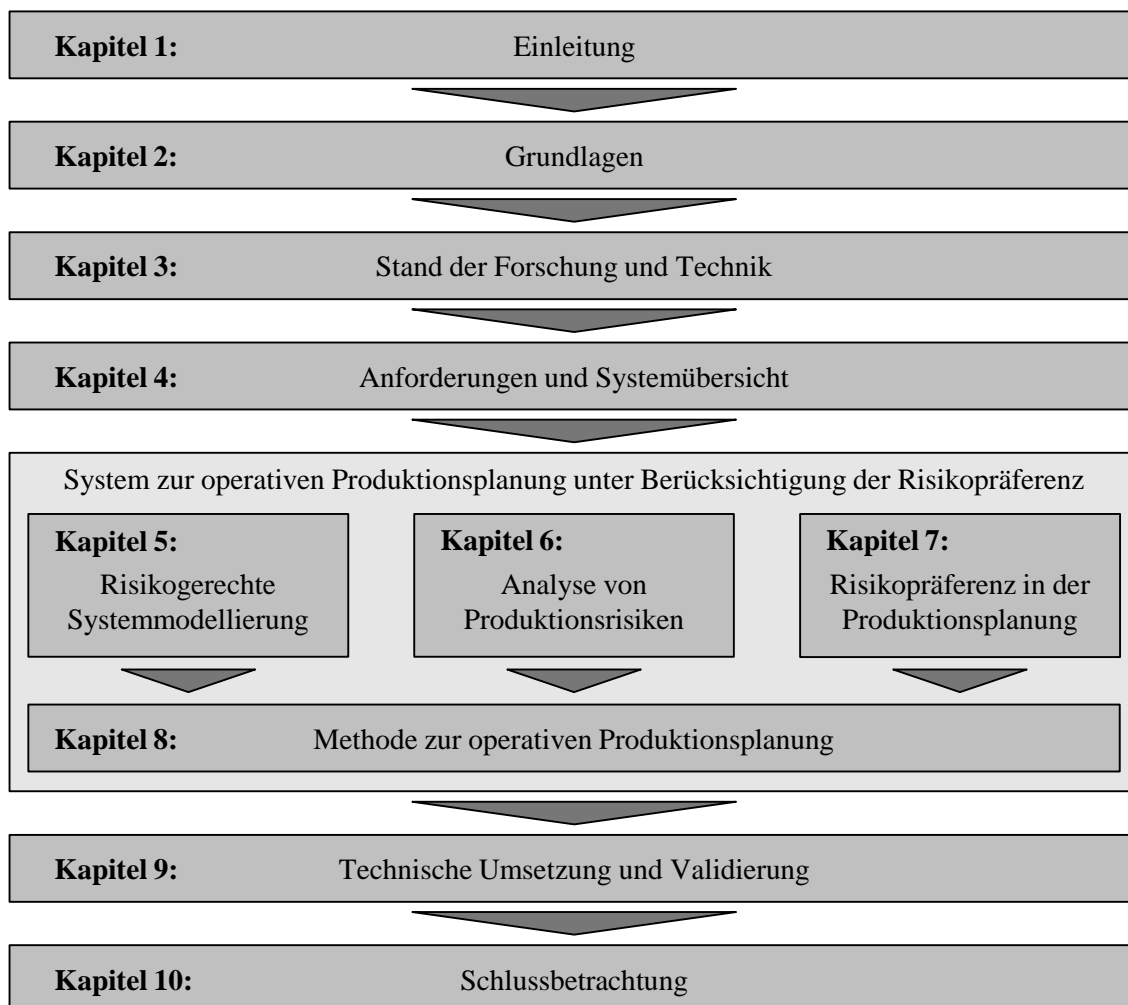 Kapitel 1: Einleitung
Kapitel 2: Grundlagen
Kapitel 3: Stand der Forschung und Technik
Kapitel 4: Anforderungen und Systemübersicht
System zur operativen Produktionsplanung unter Berücksichtigung der Risikopräferenz
Kapitel 5:
Risikogerechte
Systemmodellierung
Kapitel 6:
Analyse von
Produktionsrisiken
Kapitel 7:
Risikopräferenz in der
Produktionsplanung
Kapitel 8: Methode zur operativen Produktionsplanung
Kapitel 9: Technische Umsetzung und Validierung
Kapitel 10: Schlussbetrachtung